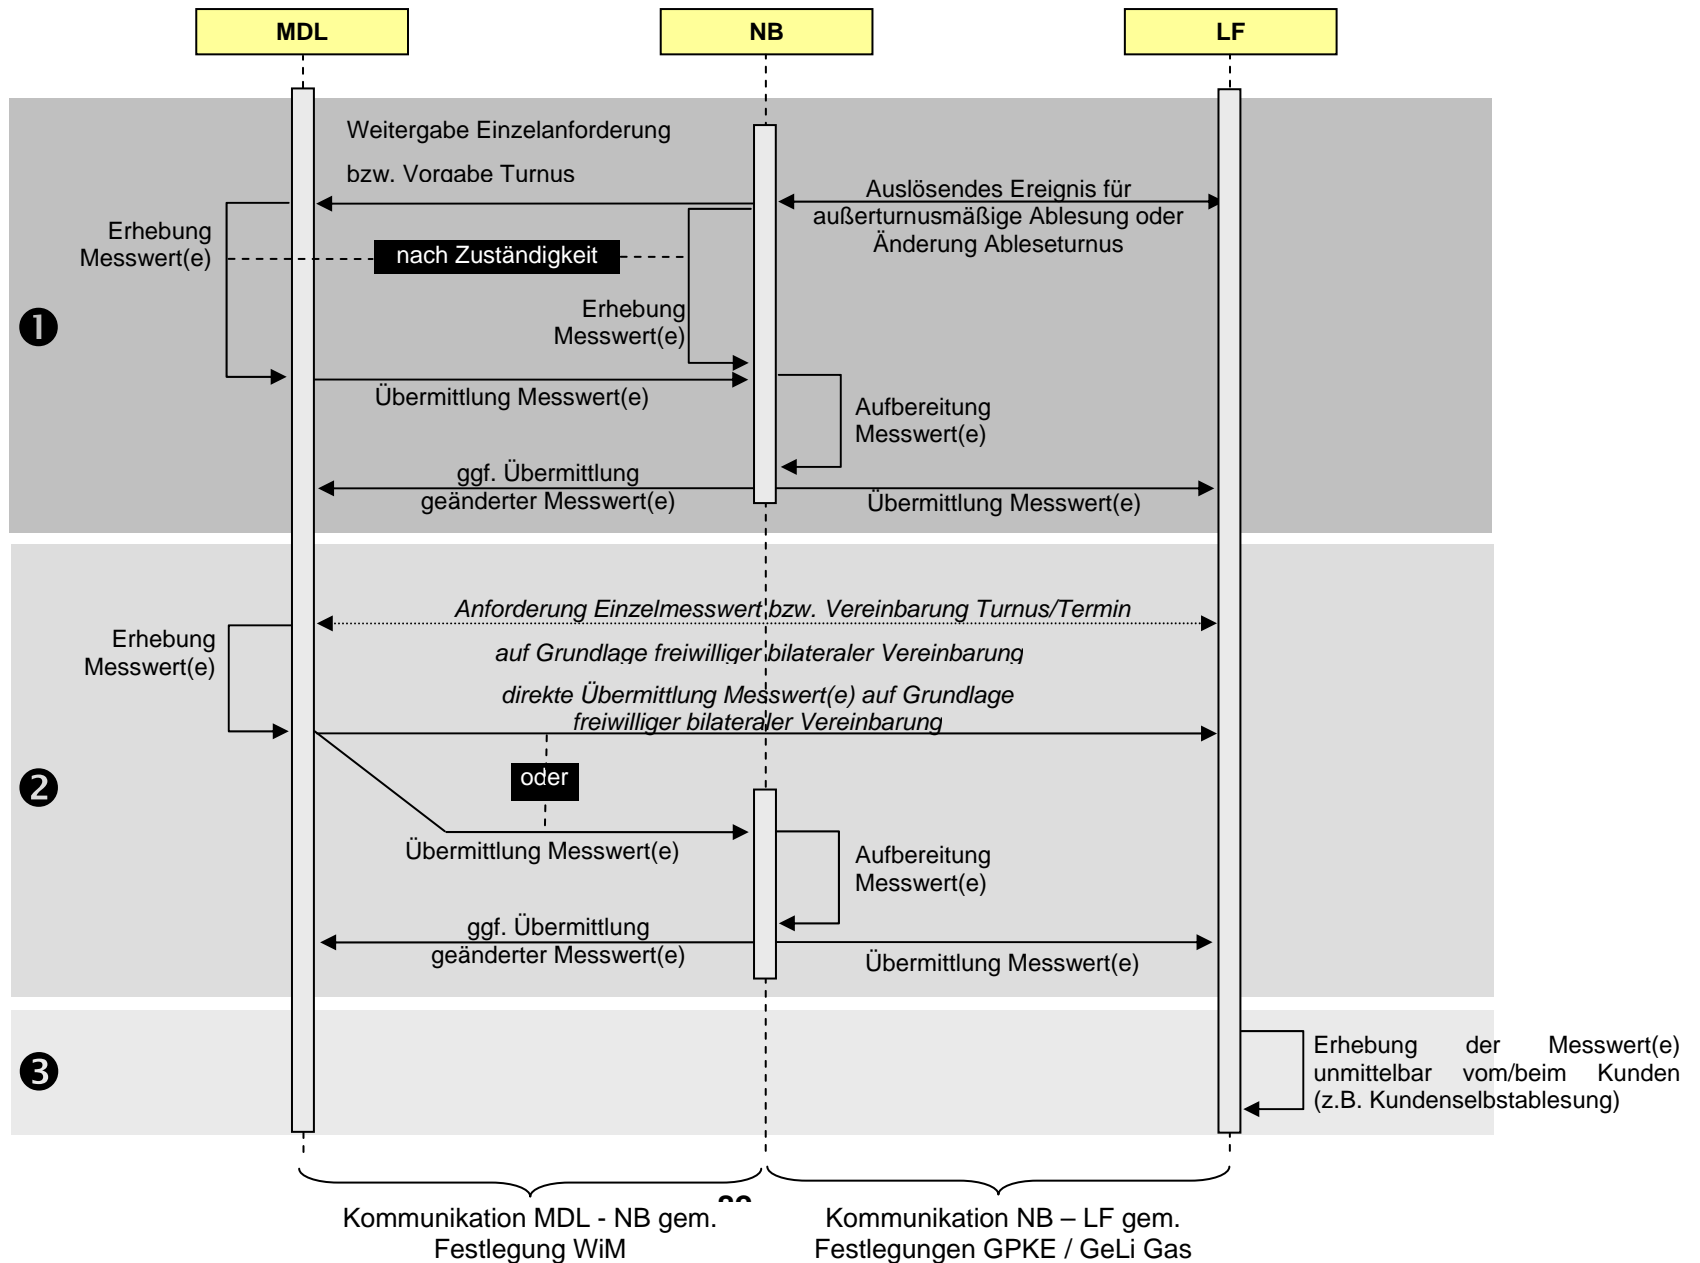 MDL
NB
LF
Weitergabe Einzelanforderung
bzw. Vorgabe Turnus
Auslösendes Ereignis für
außerturnusmäßige Ablesung oder
Änderung Ableseturnus
Erhebung
Messwert(e)
nach Zuständigkeit
Erhebung
Messwert(e)
❶
Übermittlung Messwert(e)
Aufbereitung
Messwert(e)
ggf. Übermittlung
geänderter Messwert(e)
Übermittlung Messwert(e)
Anforderung Einzelmesswert bzw. Vereinbarung Turnus/Termin
auf Grundlage freiwilliger bilateraler Vereinbarung
Erhebung
Messwert(e)
direkte Übermittlung Messwert(e) auf Grundlage
freiwilliger bilateraler Vereinbarung
oder
❷
Übermittlung Messwert(e)
Aufbereitung
Messwert(e)
ggf. Übermittlung
geänderter Messwert(e)
Übermittlung Messwert(e)
❸
Erhebung der Messwert(e)
unmittelbar vom/beim Kunden
(z.B. Kundenselbstablesung)
Kommunikation MDL - NB gem.
Festlegung WiM
Kommunikation NB – LF gem.
Festlegungen GPKE / GeLi Gas